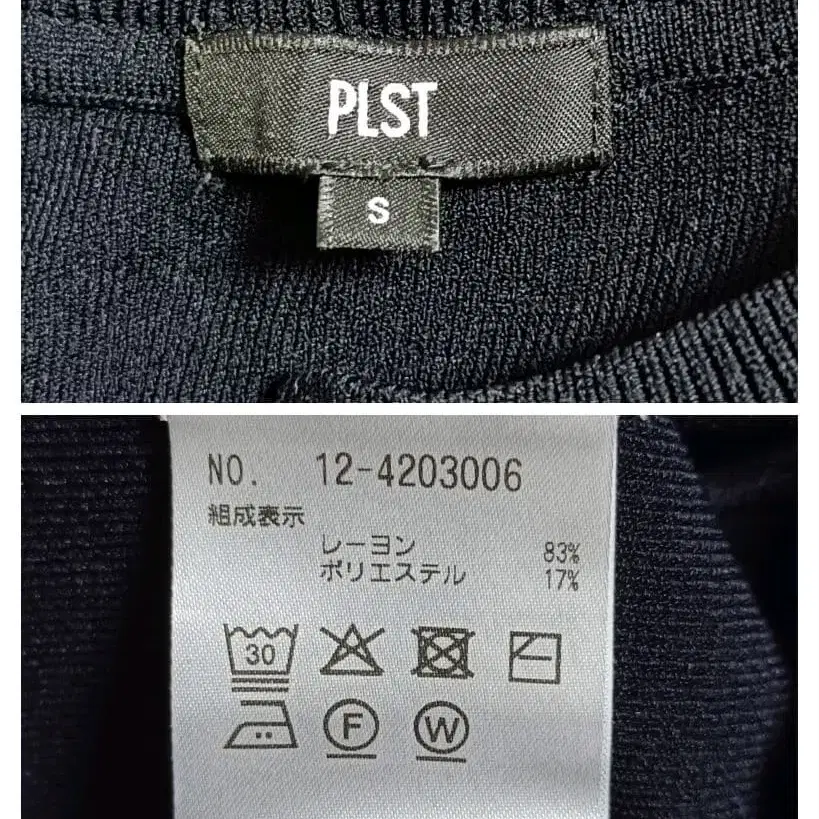 PLST
S
NO. 12-4203006
組成表示
レーヨン 83%
ポリエステル 17%
30
F W